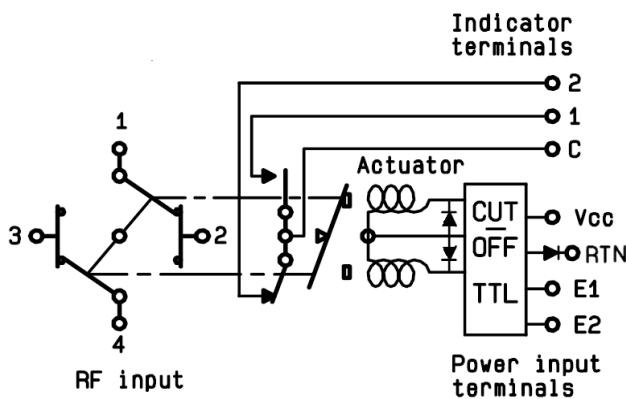 Indicator
terminals
2
1
C
1
Actuator
3
2
4
CUT
OFF
TTL
Vcc
RTN
E1
E2
RF input
Power input
terminals